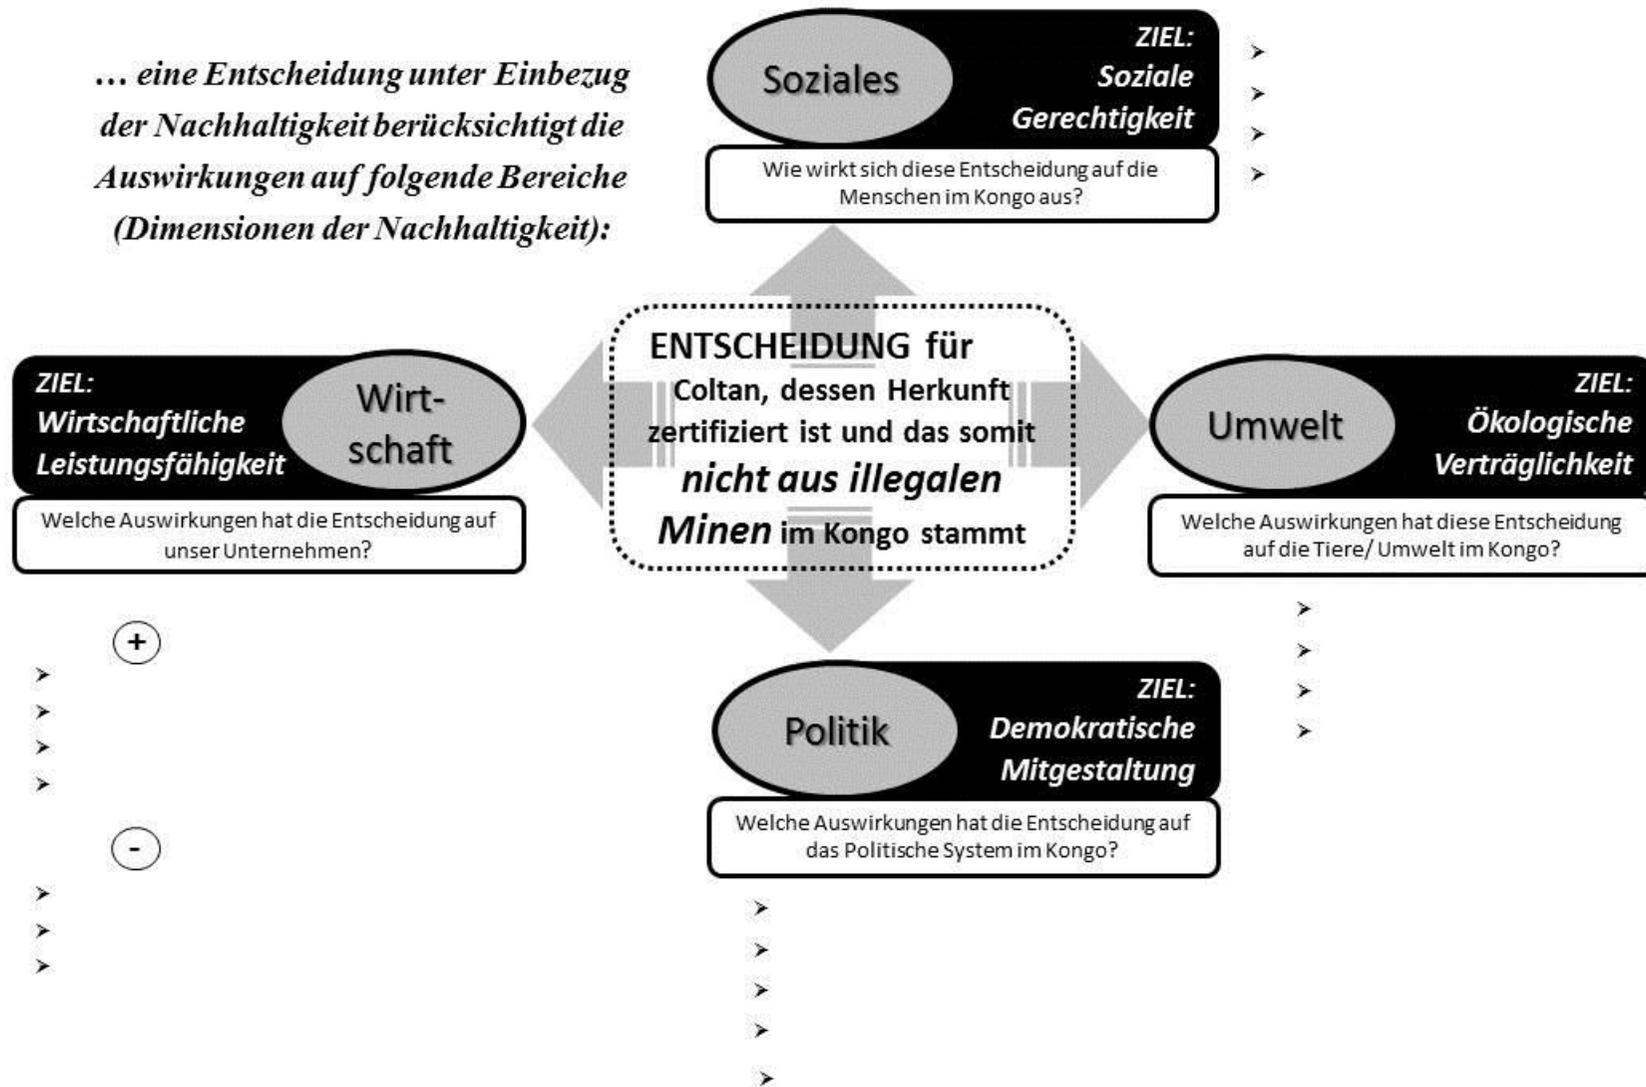 ... eine Entscheidung unter Einbezug
der Nachhaltigkeit berücksichtigt die
Auswirkungen auf folgende Bereiche
(Dimensionen der Nachhaltigkeit):
Soziales
ZIEL:
Soziale
Gerechtigkeit
Wie wirkt sich diese Entscheidung auf die
Menschen im Kongo aus?
ZIEL:
Wirtschaftliche
Leistungsfähigkeit
Wirt-
schaft
Welche Auswirkungen hat die Entscheidung auf
unser Unternehmen?
+
-
ENTSCHEIDUNG für
Coltan, dessen Herkunft
zertifiziert ist und das somit
nicht aus illegalen
Minen im Kongo stammt
Umwelt
ZIEL:
Ökologische
Verträglichkeit
Welche Auswirkungen hat diese Entscheidung
auf die Tiere/ Umwelt im Kongo?
Politik
ZIEL:
Demokratische
Mitgestaltung
Welche Auswirkungen hat die Entscheidung auf
das Politische System im Kongo?